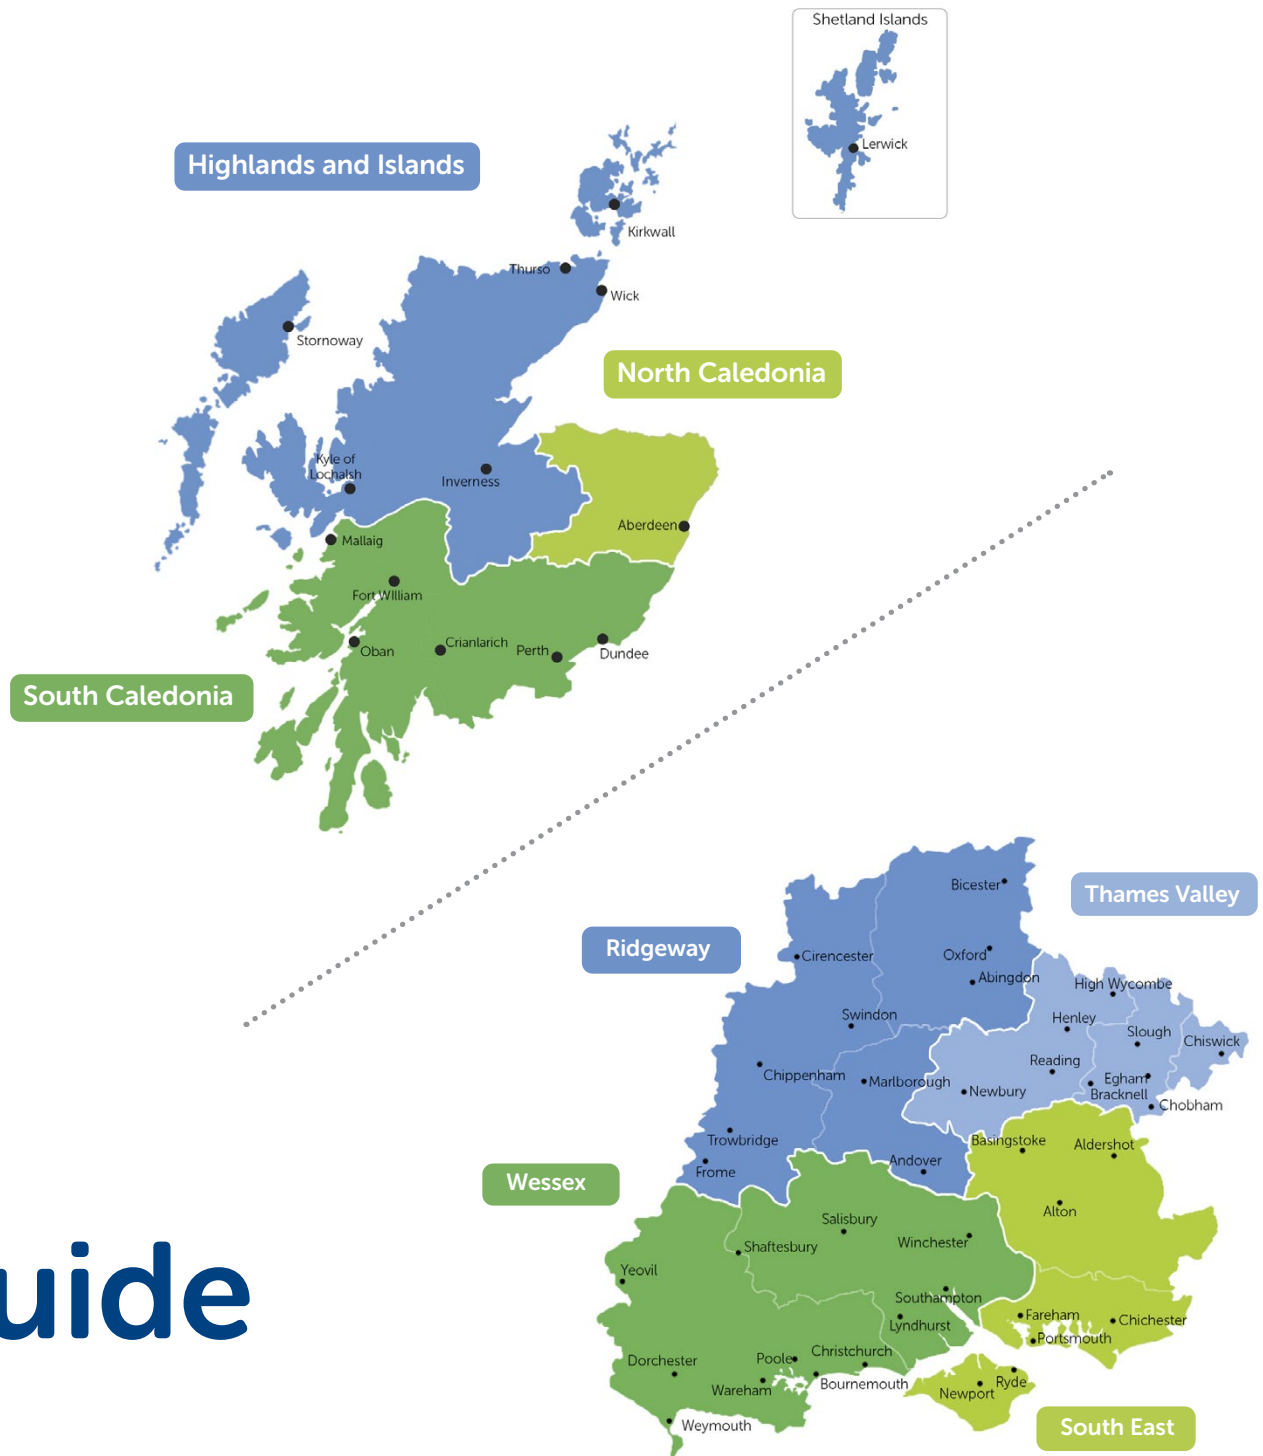 Shetland Islands
Lerwick
Highlands and Islands
Kirkwall
Thurso
Wick
Stornoway
North Caledonia
Kyle of
Lochalsh
Inverness
Aberdeen
Mallaig
Fort WIlliam
Oban
Crianlarich
Perth
Dundee
South Caledonia
Bicester
Thames Valley
Ridgeway
Cirencester
Oxford
Abingdon
High Wycombe
Swindon
Henley
Slough
Chiswick
Reading
Chippenham
Marlborough
Newbury
Egham
Bracknell
Chobham
Trowbridge
Basingstoke
Aldershot
Frome
Andover
Wessex
Alton
Salisbury
Winchester
Shaftesbury
Yeovil
uide
Southampton
Lyndhurst
Fareham
Chichester
Portsmouth
Dorchester
Poole
Christchurch
Wareham
Bournemouth
Ryde
Newport
Weymouth
South East